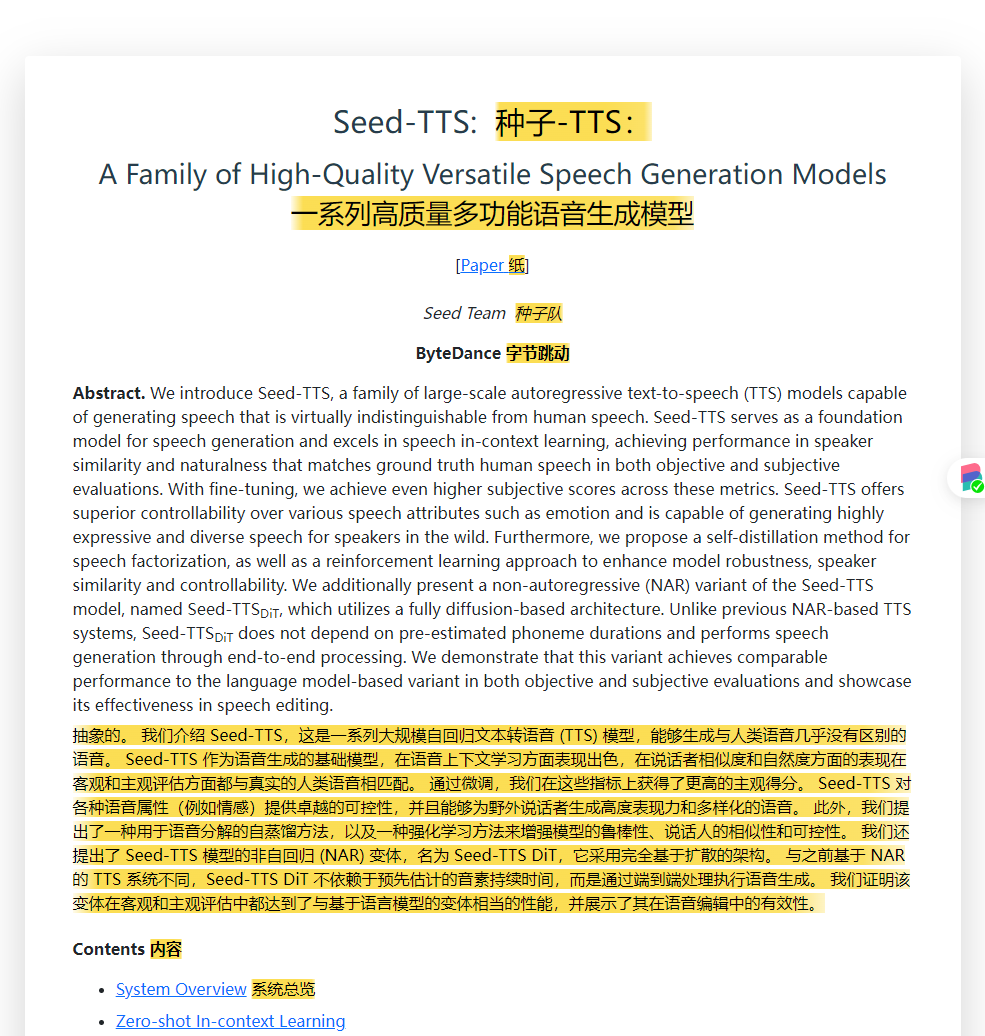 Seed-TTS: 种子-TTS：
A Family of High-Quality Versatile Speech Generation Models
一系列高质量多功能语音生成模型
[Paper 纸]
Seed Team 种子队
ByteDance 字节跳动
Abstract. We introduce Seed-TTS, a family of large-scale autoregressive text-to-speech (TTS) models capable
of generating speech that is virtually indistinguishable from human speech. Seed-TTS serves as a foundation
model for speech generation and excels in speech in-context learning, achieving performance in speaker
similarity and naturalness that matches ground truth human speech in both objective and subjective
evaluations. With fine-tuning, we achieve even higher subjective scores across these metrics. Seed-TTS offers
superior controllability over various speech attributes such as emotion and is capable of generating highly
expressive and diverse speech for speakers in the wild. Furthermore, we propose a self-distillation method for
speech factorization, as well as a reinforcement learning approach to enhance model robustness, speaker
similarity and controllability. We additionally present a non-autoregressive (NAR) variant of the Seed-TTS
model, named Seed-TTSDiT, which utilizes a fully diffusion-based architecture. Unlike previous NAR-based TTS
systems, Seed-TTSDiT does not depend on pre-estimated phoneme durations and performs speech
generation through end-to-end processing. We demonstrate that this variant achieves comparable
performance to the language model-based variant in both objective and subjective evaluations and showcase
its effectiveness in speech editing.
抽象的。 我们介绍 Seed-TTS，这是一系列大规模自回归文本转语音 (TTS) 模型，能够生成与人类语音几乎没有区别的
语音。 Seed-TTS 作为语音生成的基础模型，在语音上下文学习方面表现出色，在说话者相似度和自然度方面的表现在
客观和主观评估方面都与真实的人类语音相匹配。 通过微调，我们在这些指标上获得了更高的主观得分。 Seed-TTS 对
各种语音属性（例如情感）提供卓越的可控性，并且能够为野外说话者生成高度表现力和多样化的语音。 此外，我们提
出了一种用于语音分解的自蒸馏方法，以及一种强化学习方法来增强模型的鲁棒性、说话人的相似性和可控性。 我们还
提出了 Seed-TTS 模型的非自回归 (NAR) 变体，名为 Seed-TTS DiT，它采用完全基于扩散的架构。 与之前基于 NAR
的 TTS 系统不同，Seed-TTS DiT 不依赖于预先估计的音素持续时间，而是通过端到端处理执行语音生成。 我们证明该
变体在客观和主观评估中都达到了与基于语言模型的变体相当的性能，并展示了其在语音编辑中的有效性。
Contents 内容
System Overview 系统总览
Zero-shot In-context Learning